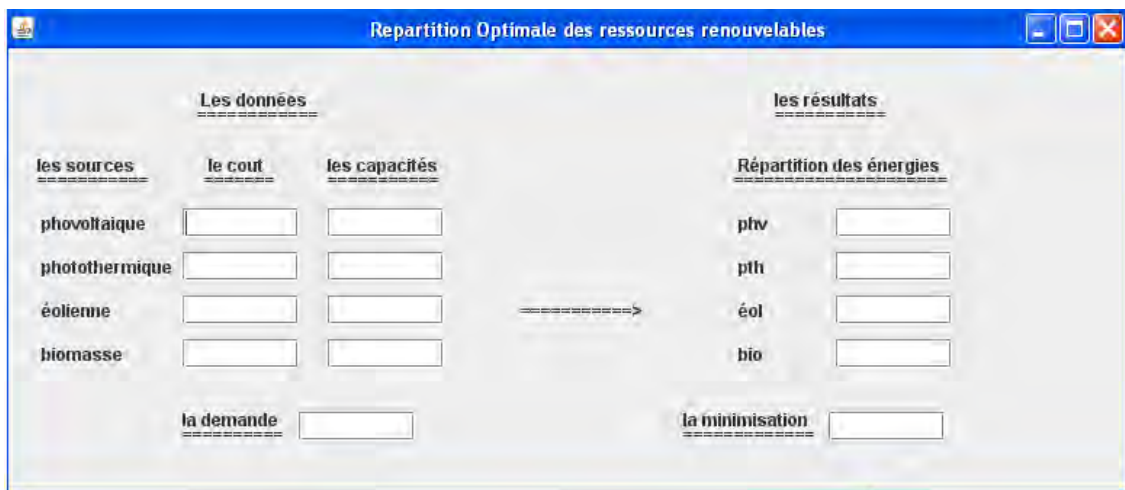 Repartition Optimale des ressources renouvelables
Les données
============
les résultats
===========
les sources le cout les capacités
=========== ======= ===========
Répartition des énergies
=====================
phovoltaique phv
photothermique pth
éolienne ===========> éol
biomasse bio
la demande la minimisation
========== =============